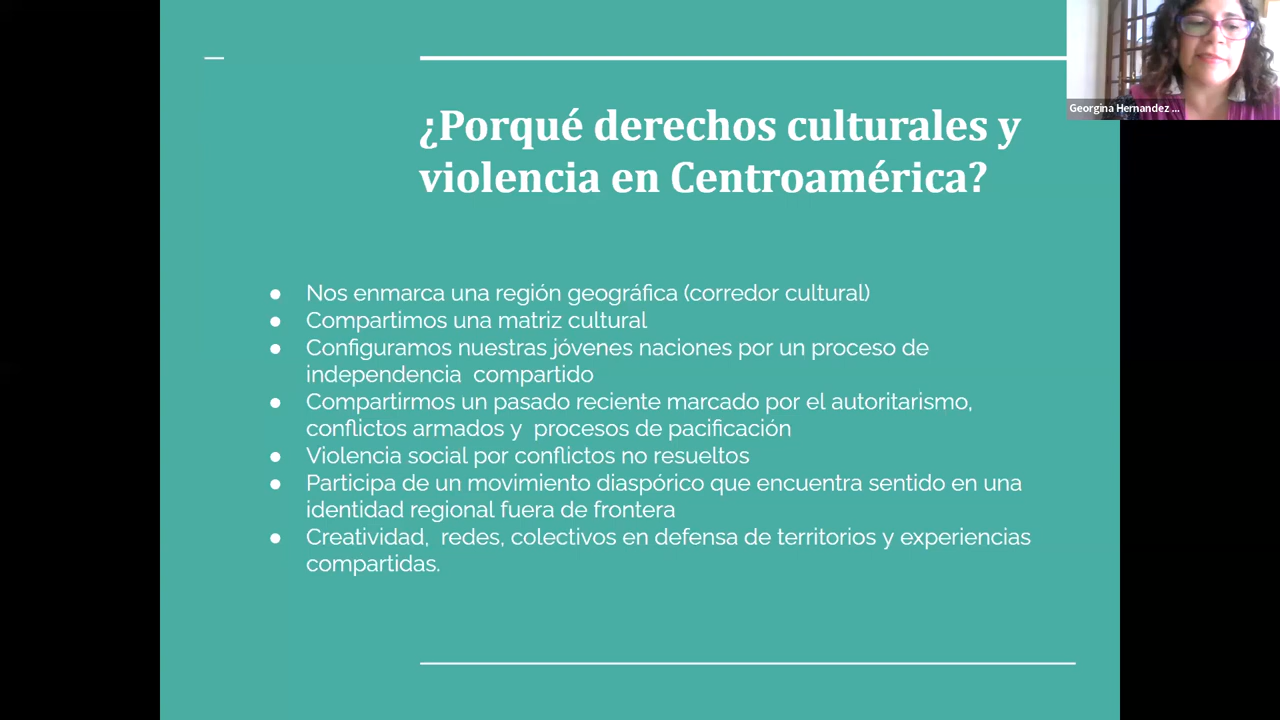 Georgina Hernandez ...
¿Porqué derechos culturales y
violencia en Centroamérica?
● Nos enmarca una región geográfica (corredor cultural)
● Compartimos una matriz cultural
● Configuramos nuestras jóvenes naciones por un proceso de
independencia  compartido
● Compartirmos un pasado reciente marcado por el autoritarismo,
conflictos armados y  procesos de pacificación
● Violencia social por conflictos no resueltos
● Participa de un movimiento diaspórico que encuentra sentido en una
identidad regional fuera de frontera
● Creatividad,  redes, colectivos en defensa de territorios y experiencias
compartidas.